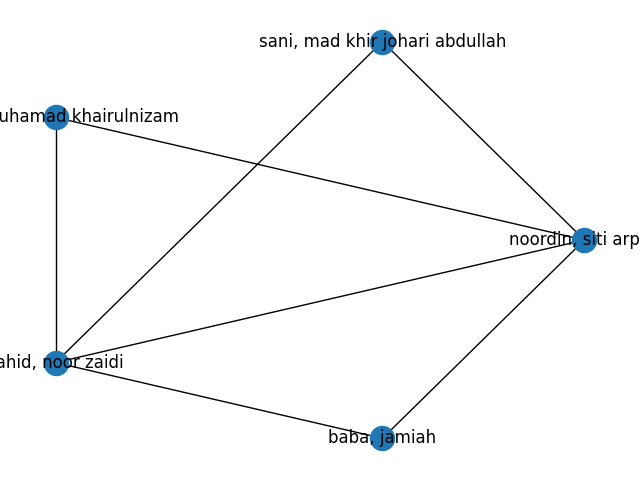 sani, mad khir johari abdullah
uhamad khairulnizam
noordin, siti arp
ahid, noor zaidi
baba, jamiah